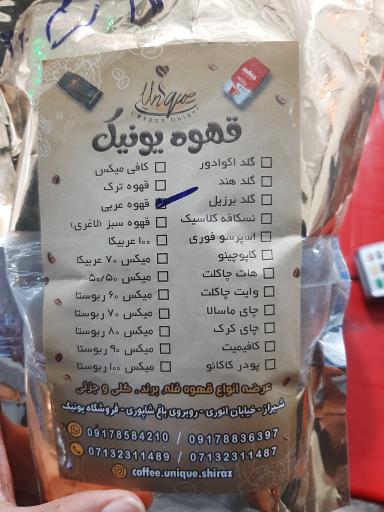 Unique
COFFEE Unique
قهوه یونیک
گلد اکوادور
گلد هند
گلد برزیل
نسکافه کلاسیک
اسپرسو فوری
کاپوچینو
هات چاکلت
وایت چاکلت
چای ماسالا
چای کرک
کافیمیت
پودر کاکائو
کافی میکس
قهوه ترک
قهوه عربی
قهوه سبز (لاغری)
۱۰۰ عربیکا
میکس ۷۰ عربیکا
میکس ۵۰/۵۰
میکس ۶۰ ربوستا
میکس ۷۰ ربوستا
میکس ۸۰ ربوستا
میکس ۹۰ ربوستا
میکس ۱۰۰ ربوستا
عرضه انواع قهوه فله، برند، کلی و جزئی
شیراز - خیابان انوری - روبروی باغ شاپوری - فروشگاه یونیک
09178584210 / 09178836397
07132311489 / 07132311487
coffee.unique.shiraz